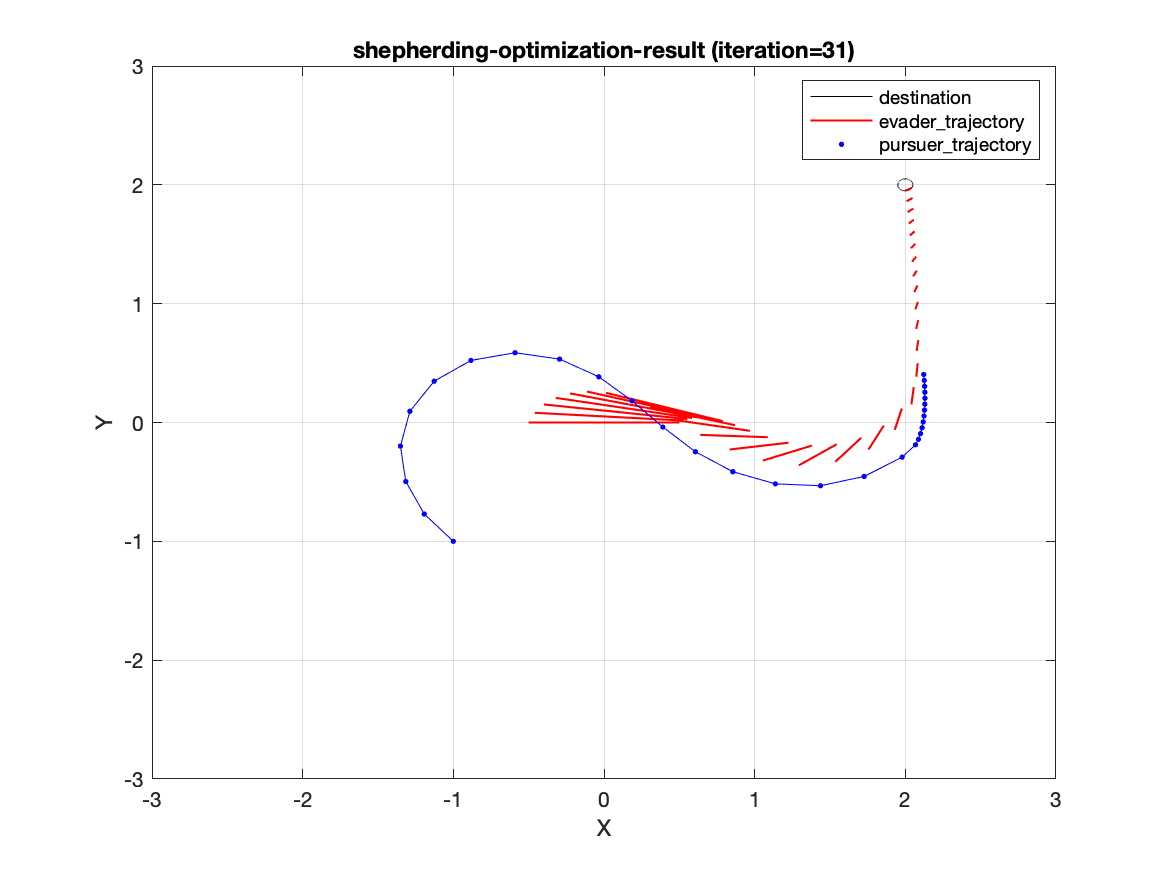 shepherding-optimization-result (iteration=31)
destination
evader_trajectory
pursuer_trajectory
3
2
1
0
-1
-2
-3
Y
-3
-2
-1
0
1
2
3
X